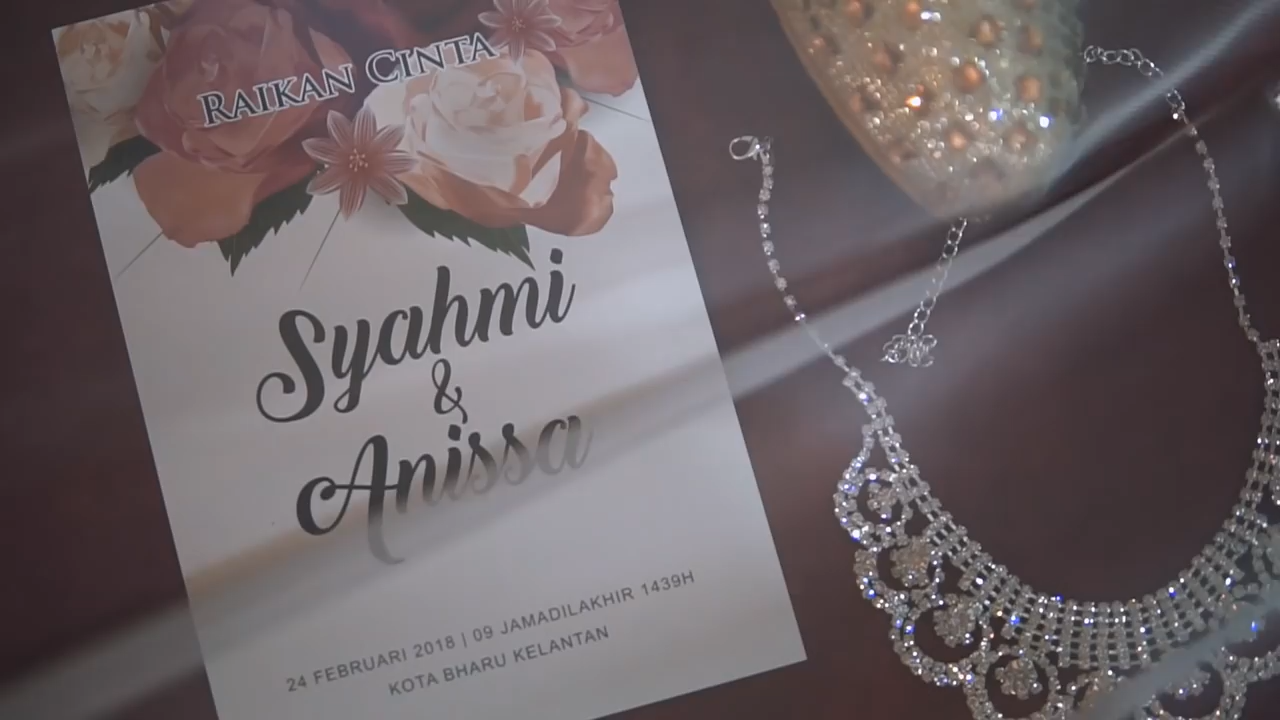 RAIKAN CINTA
Syahmi
&
Anissa
24 FEBRUARI 2018 | 09 JAMADILAKHIR 1439H
KOTA BHARU KELANTAN